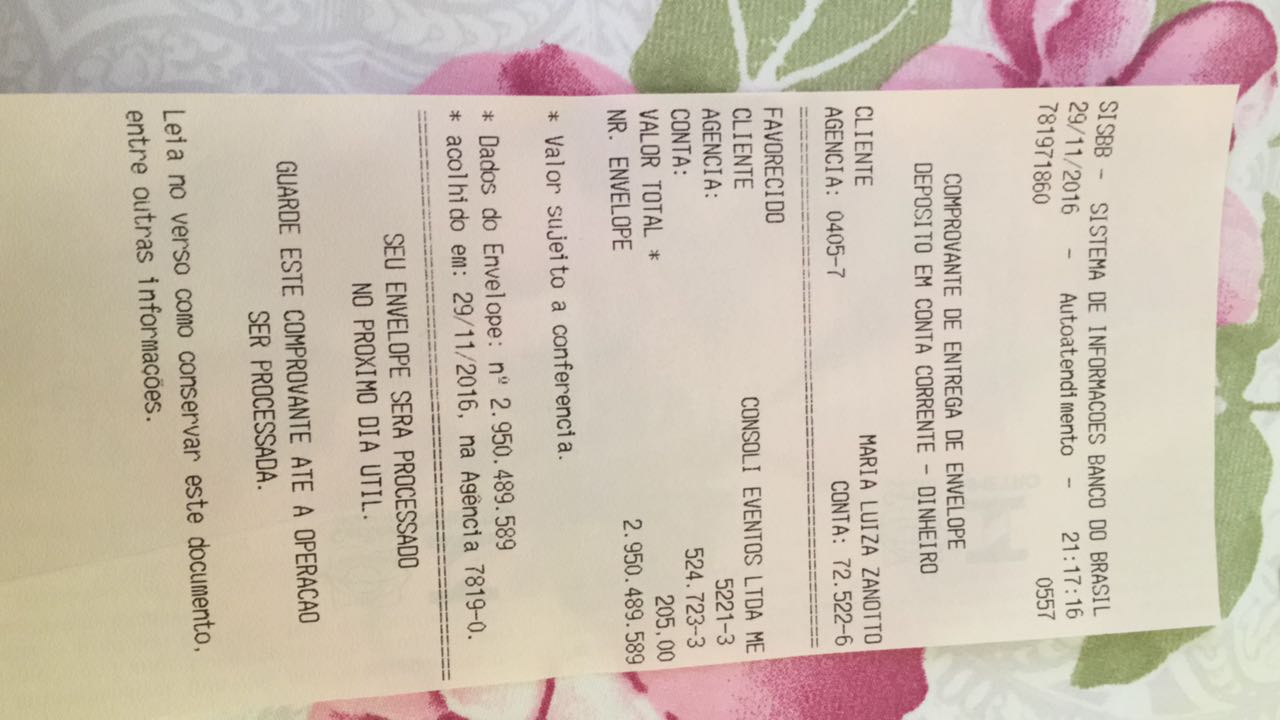 SISBB - SISTEMA DE INFORMACOES BANCO DO BRASIL
29/11/2016 - Autoatendimento - 21:17:16
781971860 0557
COMPROVANTE DE ENTREGA DE ENVELOPE
DEPOSITO EM CONTA CORRENTE - DINHEIRO
CLIENTE MARIA LUIZA ZANOTTO
AGENCIA: 0405-7 CONTA: 72.522-6
================================================
FAVORECIDO
CLIENTE CONSOLI EVENTOS LTDA ME
AGENCIA: 5221-3
CONTA: 524.723-3
VALOR TOTAL * 205,00
NR. ENVELOPE 2.950.489.589
* Valor sujeito a conferencia.
* Dados do Envelope: nº 2.950.489.589
* acolhido em: 29/11/2016, na Agência 7819-0.
================================================
SEU ENVELOPE SERA PROCESSADO
NO PROXIMO DIA UTIL.
GUARDE ESTE COMPROVANTE ATE A OPERACAO
SER PROCESSADA.
Leia no verso como conservar este documento,
entre outras informações.